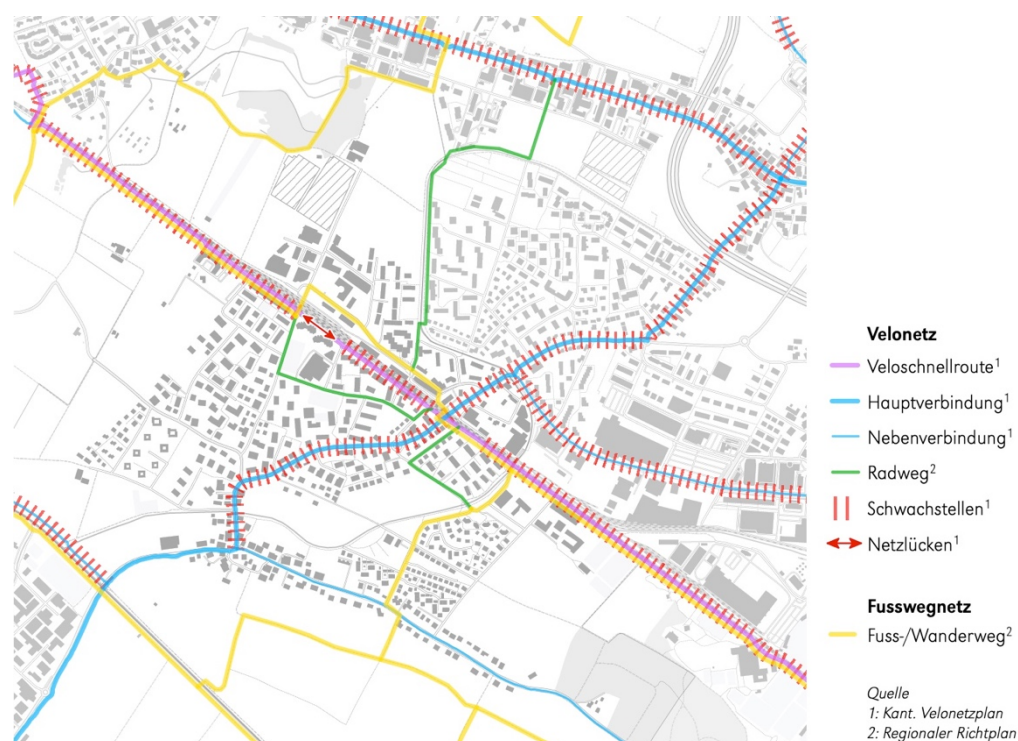 Velonetz
Veloschnellroute¹
Hauptverbindung¹
Nebenverbindung¹
Radweg²
Schwachstellen¹
Netzlücken¹
Fusswegnetz
Fuss-/Wanderweg²
Quelle
1: Kant. Velonetzplan
2: Regionaler Richtplan